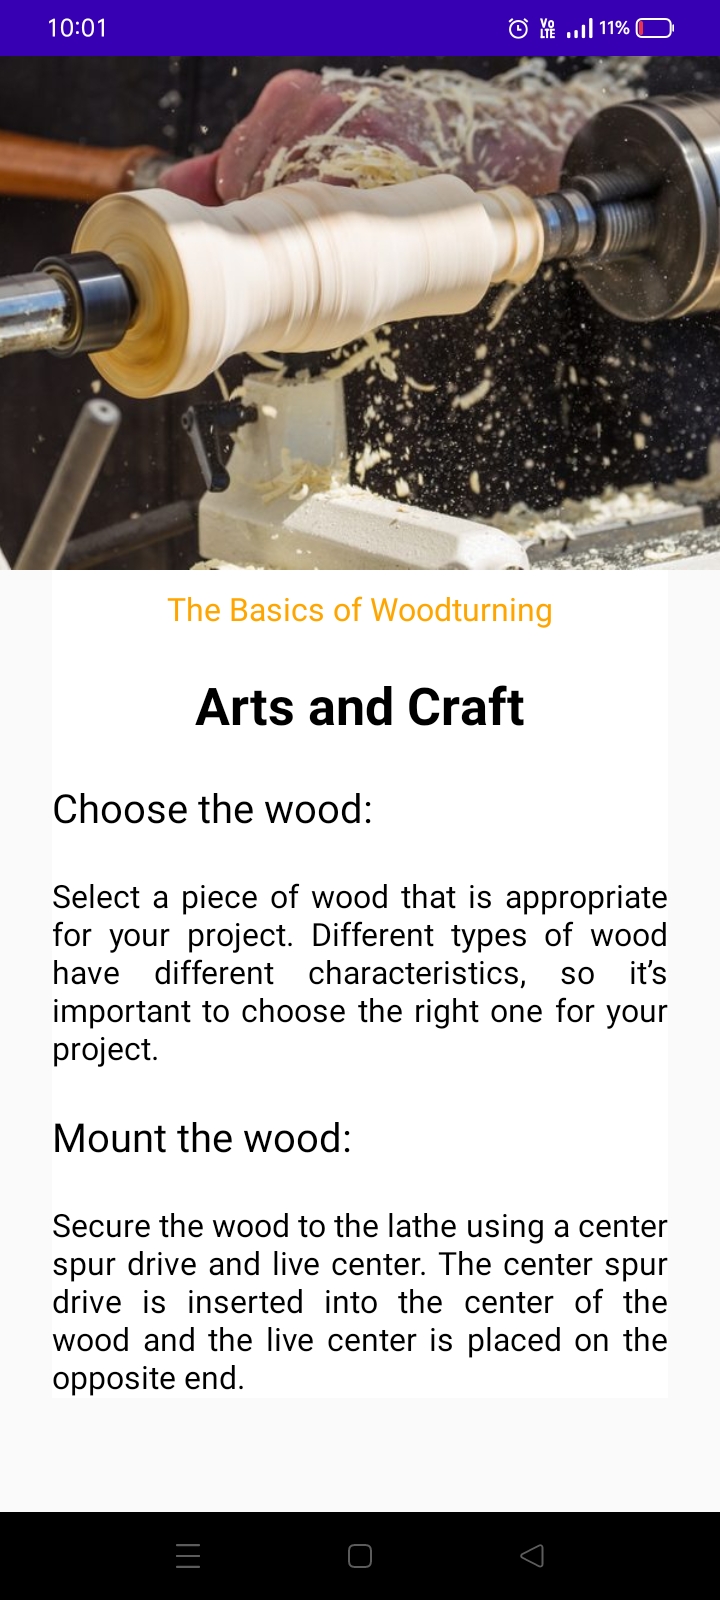 10:01
Vo LTE 11%
The Basics of Woodturning
Arts and Craft
Choose the wood:
Select a piece of wood that is appropriate
for your project. Different types of wood
have different characteristics, so it’s
important to choose the right one for your
project.
Mount the wood:
Secure the wood to the lathe using a center
spur drive and live center. The center spur
drive is inserted into the center of the
wood and the live center is placed on the
opposite end.